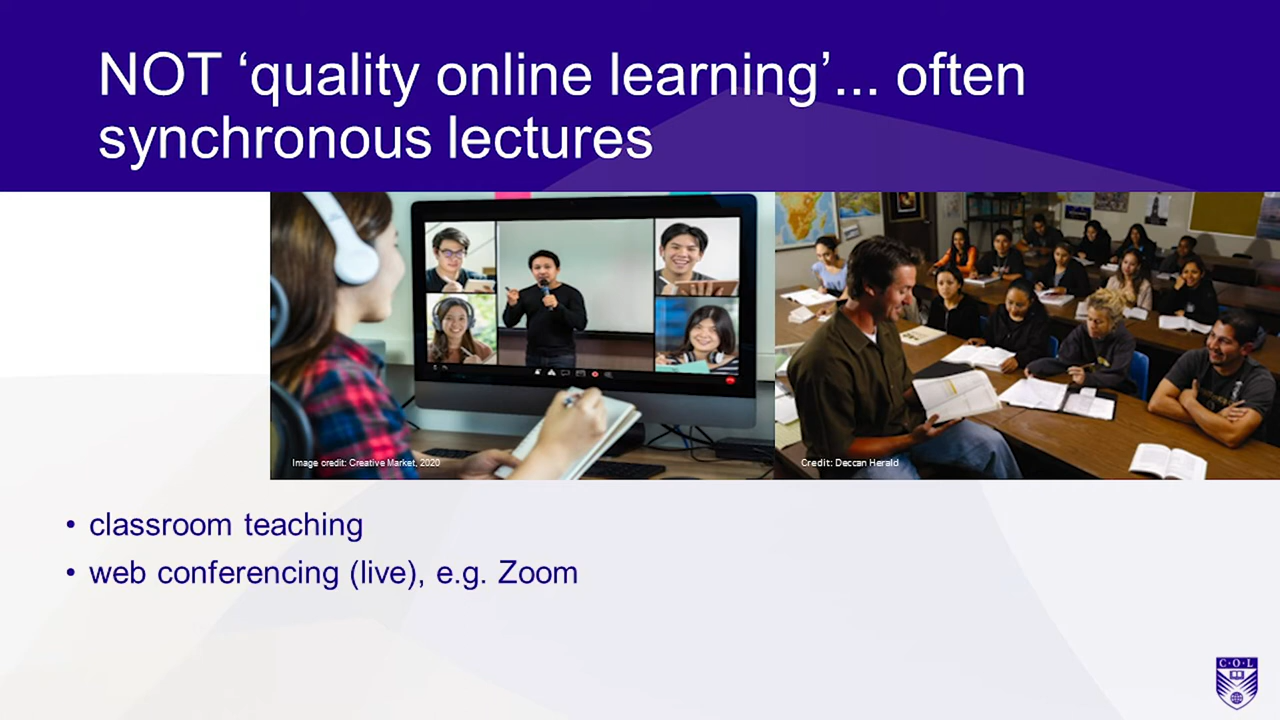 NOT ‘quality online learning’... often
synchronous lectures
Image credit: Creative Market, 2020
Credit: Deccan Herald
• classroom teaching
• web conferencing (live), e.g. Zoom
C·O·L